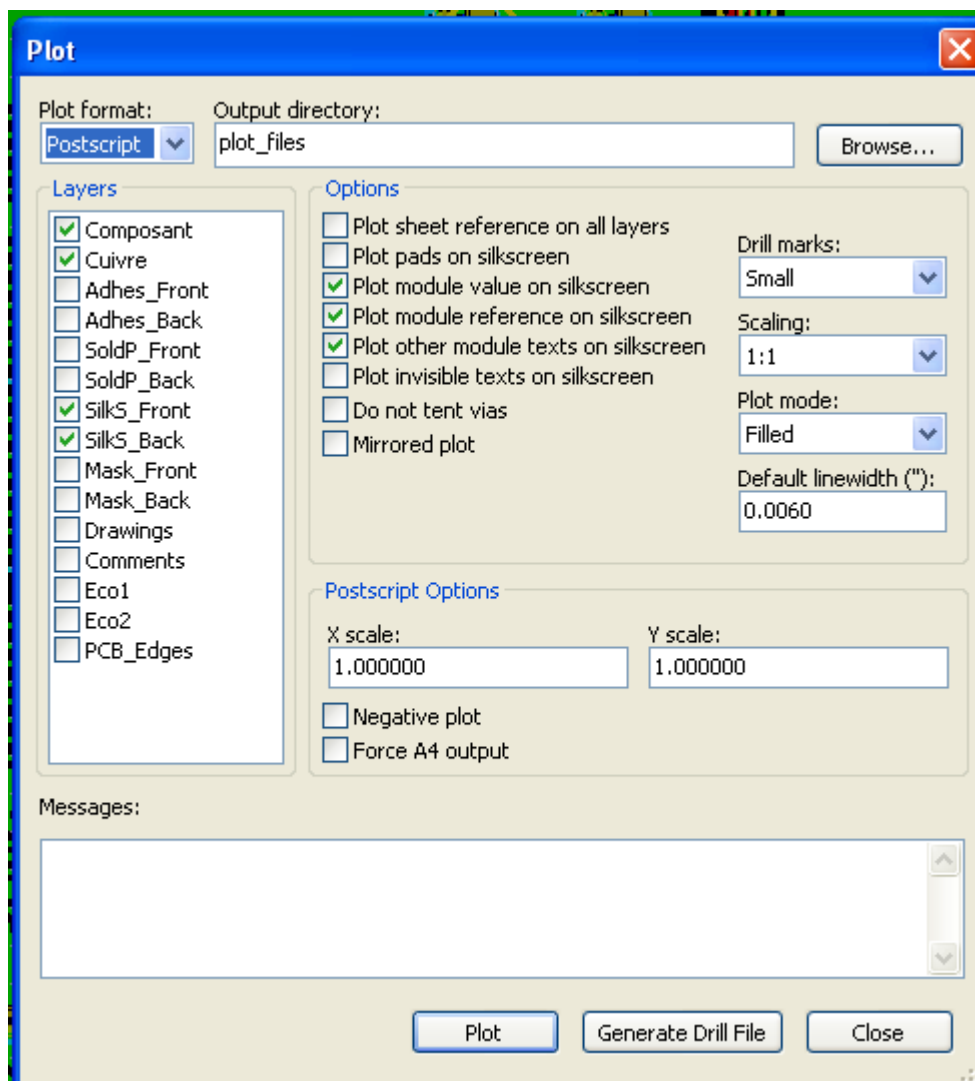 Plot
Plot format:
Output directory:
Postscript
plot_files
Browse...
Layers
Composant
Cuivre
Adhes_Front
Adhes_Back
SoldP_Front
SoldP_Back
SilkS_Front
SilkS_Back
Mask_Front
Mask_Back
Drawings
Comments
Eco1
Eco2
PCB_Edges
Options
Plot sheet reference on all layers
Plot pads on silkscreen
Plot module value on silkscreen
Plot module reference on silkscreen
Plot other module texts on silkscreen
Plot invisible texts on silkscreen
Do not tent vias
Mirrored plot
Drill marks:
Small
Scaling:
1:1
Plot mode:
Filled
Default linewidth ("):
0.0060
Postscript Options
X scale:
1.000000
Y scale:
1.000000
Negative plot
Force A4 output
Messages:
Plot
Generate Drill File
Close